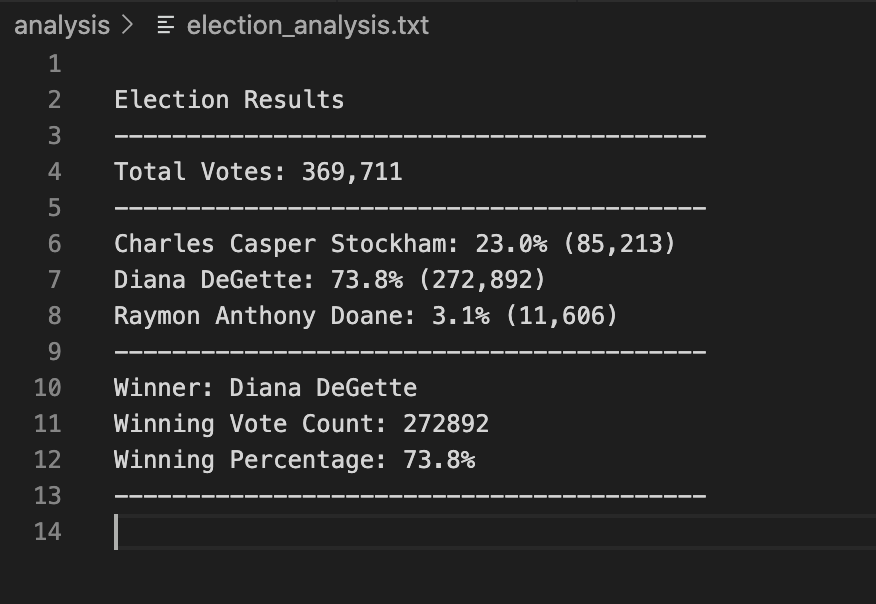 analysis > election_analysis.txt
1
2 Election Results
3 -----------------------------------------
4 Total Votes: 369,711
5 -----------------------------------------
6 Charles Casper Stockham: 23.0% (85,213)
7 Diana DeGette: 73.8% (272,892)
8 Raymon Anthony Doane: 3.1% (11,606)
9 -----------------------------------------
10 Winner: Diana DeGette
11 Winning Vote Count: 272892
12 Winning Percentage: 73.8%
13 -----------------------------------------
14